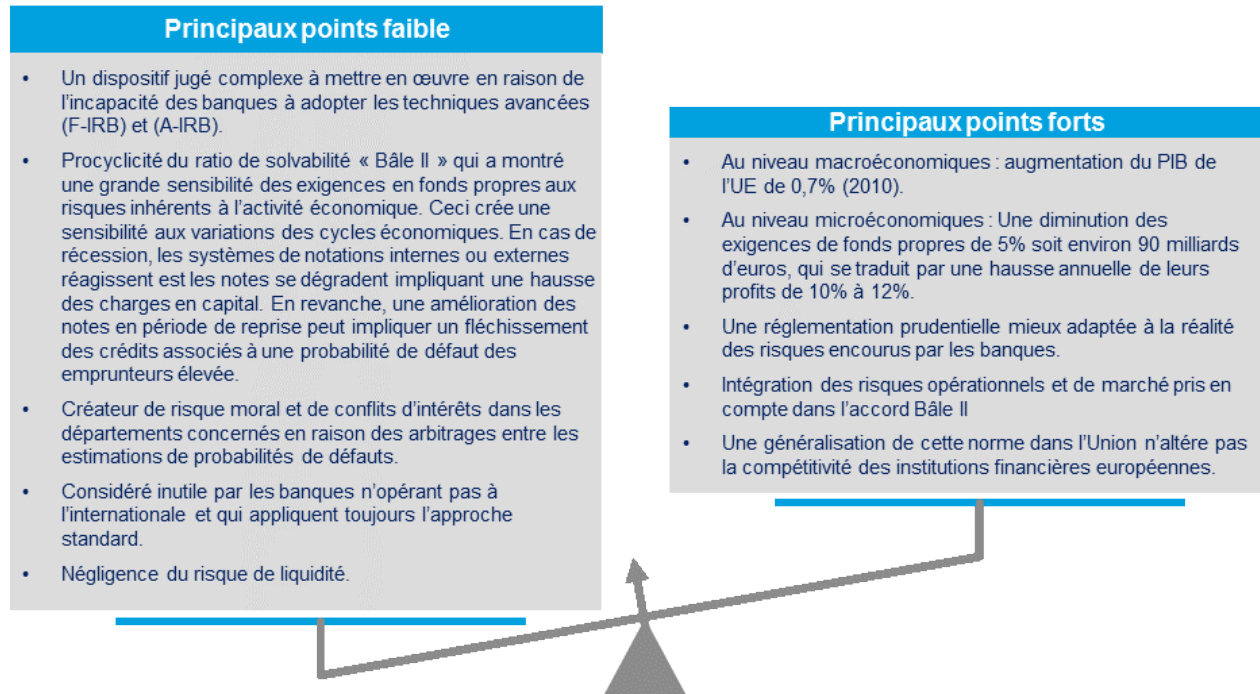 Principaux points faible
• Un dispositif jugé complexe à mettre en œuvre en raison de
l'incapacité des banques à adopter les techniques avancées
(F-IRB) et (A-IRB).
• Procyclicité du ratio de solvabilité « Bâle II » qui a montré
une grande sensibilité des exigences en fonds propres aux
risques inhérents à l'activité économique. Ceci crée une
sensibilité aux variations des cycles économiques. En cas de
récession, les systèmes de notations internes ou externes
réagissent est les notes se dégradent impliquant une hausse
des charges en capital. En revanche, une amélioration des
notes en période de reprise peut impliquer un fléchissement
des crédits associés à une probabilité de défaut des
emprunteurs élevée.
• Créateur de risque moral et de conflits d'intérêts dans les
départements concernés en raison des arbitrages entre les
estimations de probabilités de défauts.
• Considéré inutile par les banques n'opérant pas à
l'internationale et qui appliquent toujours l'approche
standard.
• Négligence du risque de liquidité.
Principaux points forts
• Au niveau macroéconomiques : augmentation du PIB de
l'UE de 0,7% (2010).
• Au niveau microéconomiques : Une diminution des
exigences de fonds propres de 5% soit environ 90 milliards
d'euros, qui se traduit par une hausse annuelle de leurs
profits de 10% à 12%.
• Une réglementation prudentielle mieux adaptée à la réalité
des risques encourus par les banques.
• Intégration des risques opérationnels et de marché pris en
compte dans l'accord Bâle II
• Une généralisation de cette norme dans l'Union n'altére pas
la compétitivité des institutions financières européennes.